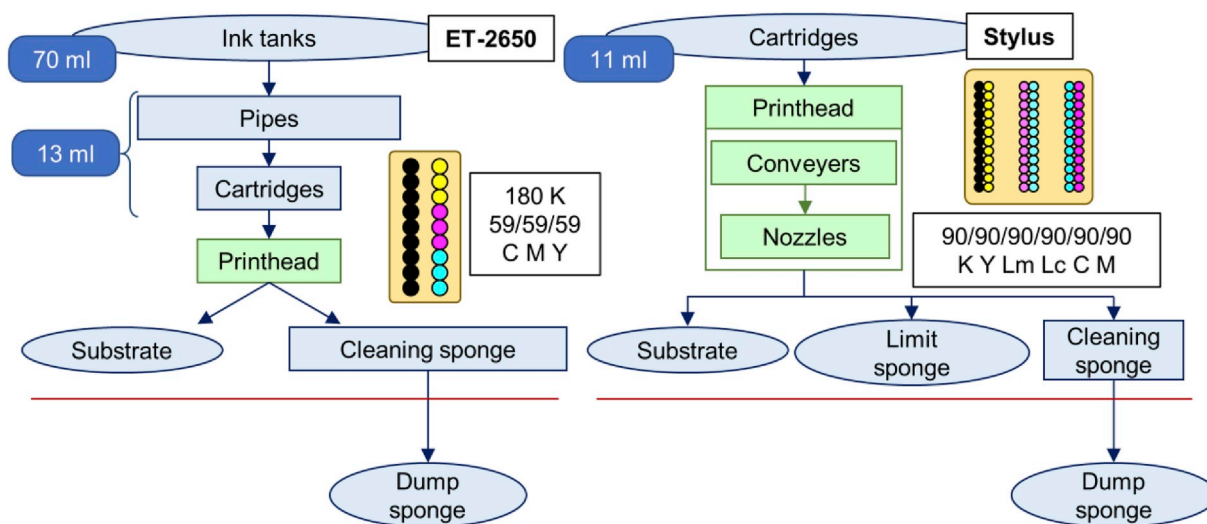 Ink tanks
ET-2650
70 ml
Pipes
13 ml
Cartridges
180 K
59/59/59
C M Y
Printhead
Substrate
Cleaning sponge
Dump
sponge
Cartridges
Stylus
11 ml
Printhead
Conveyers
Nozzles
90/90/90/90/90/90
K Y Lm Lc C M
Substrate
Limit
sponge
Cleaning
sponge
Dump
sponge